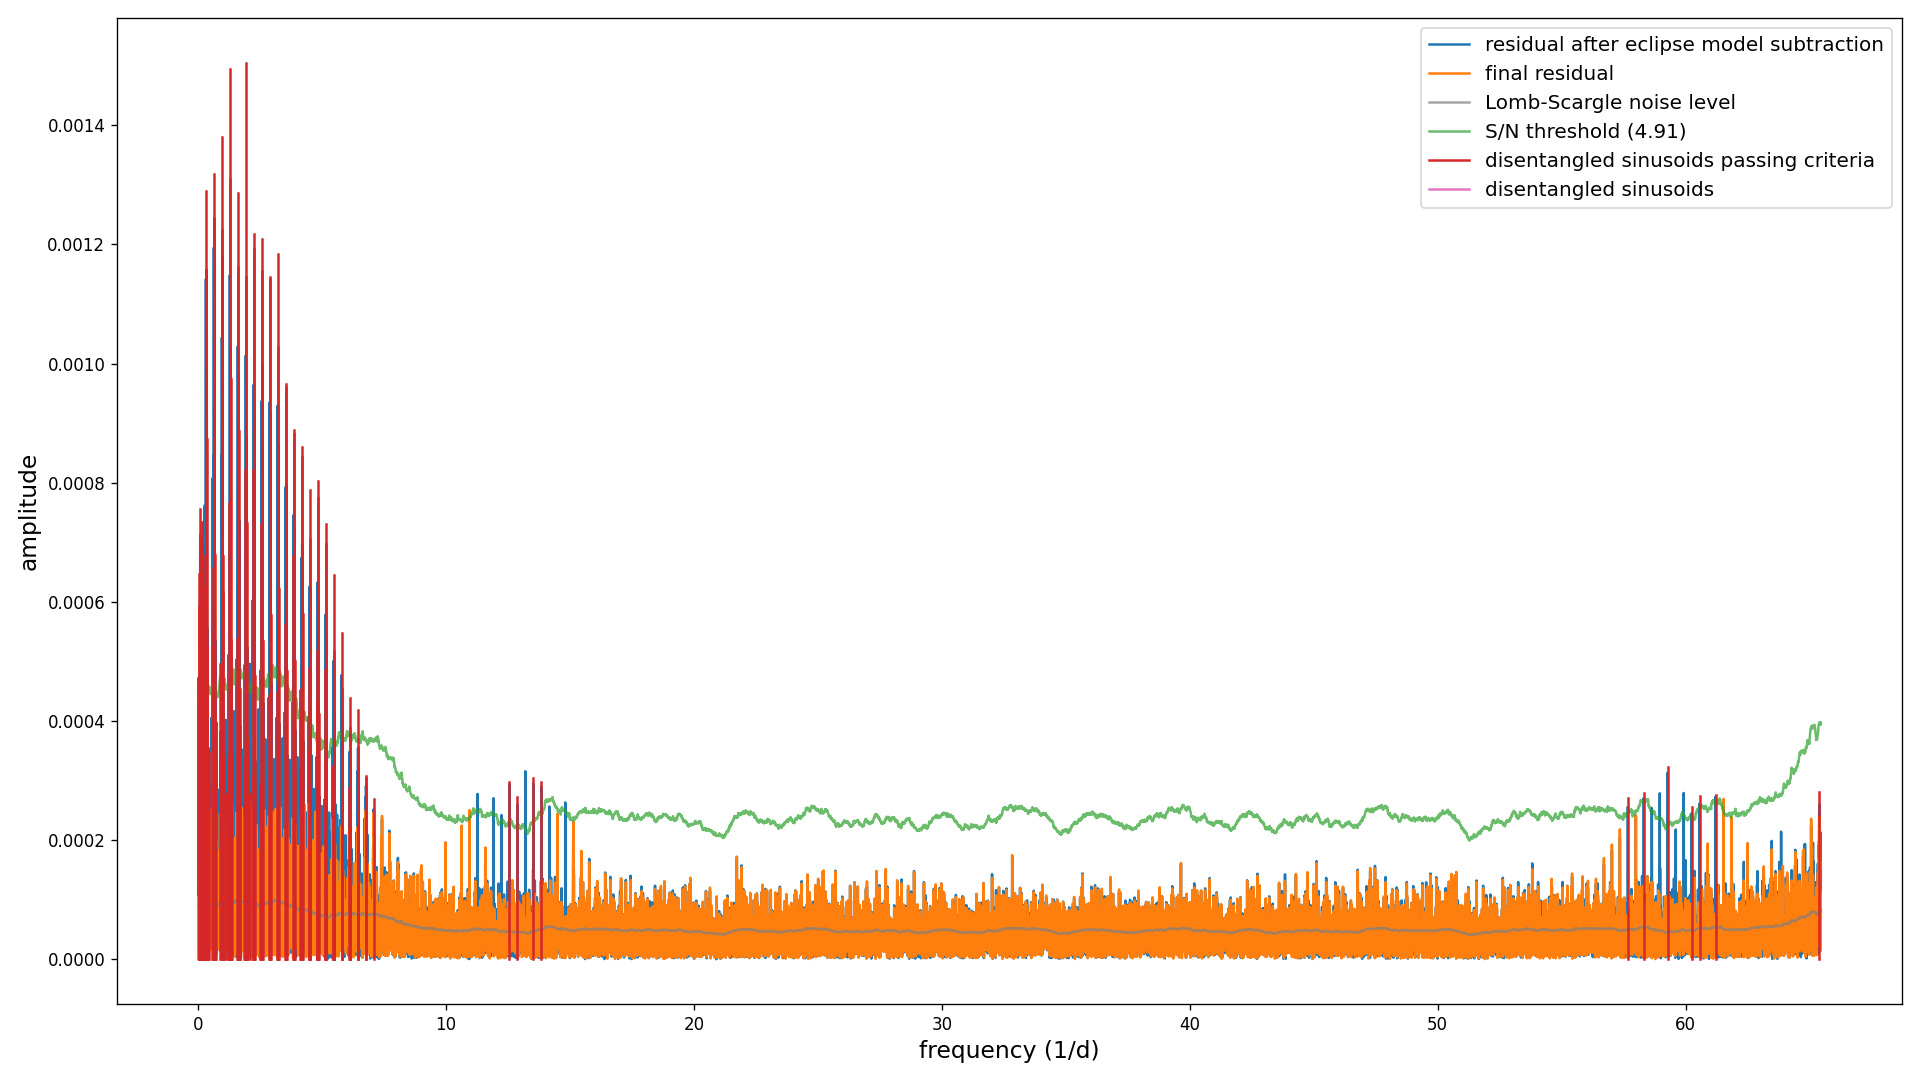 residual after eclipse model subtraction
final residual
Lomb-Scargle noise level
S/N threshold (4.91)
disentangled sinusoids passing criteria
disentangled sinusoids
0.0014
0.0012
0.0010
0.0008
0.0006
0.0004
0.0002
0.0000
amplitude
0 10 20 30 40 50 60
frequency (1/d)